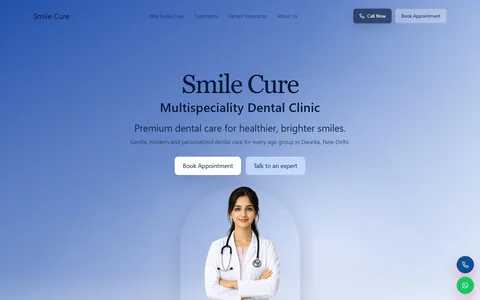 Smile Cure
Why Smile Cure Treatments Patient Resources About Us
Call Now
Book Appointment
Smile Cure
Multispeciality Dental Clinic
Premium dental care for healthier, brighter smiles.
Gentle, modern and personalized dental care for every age group in Dwarka, New Delhi.
Book Appointment
Talk to an expert